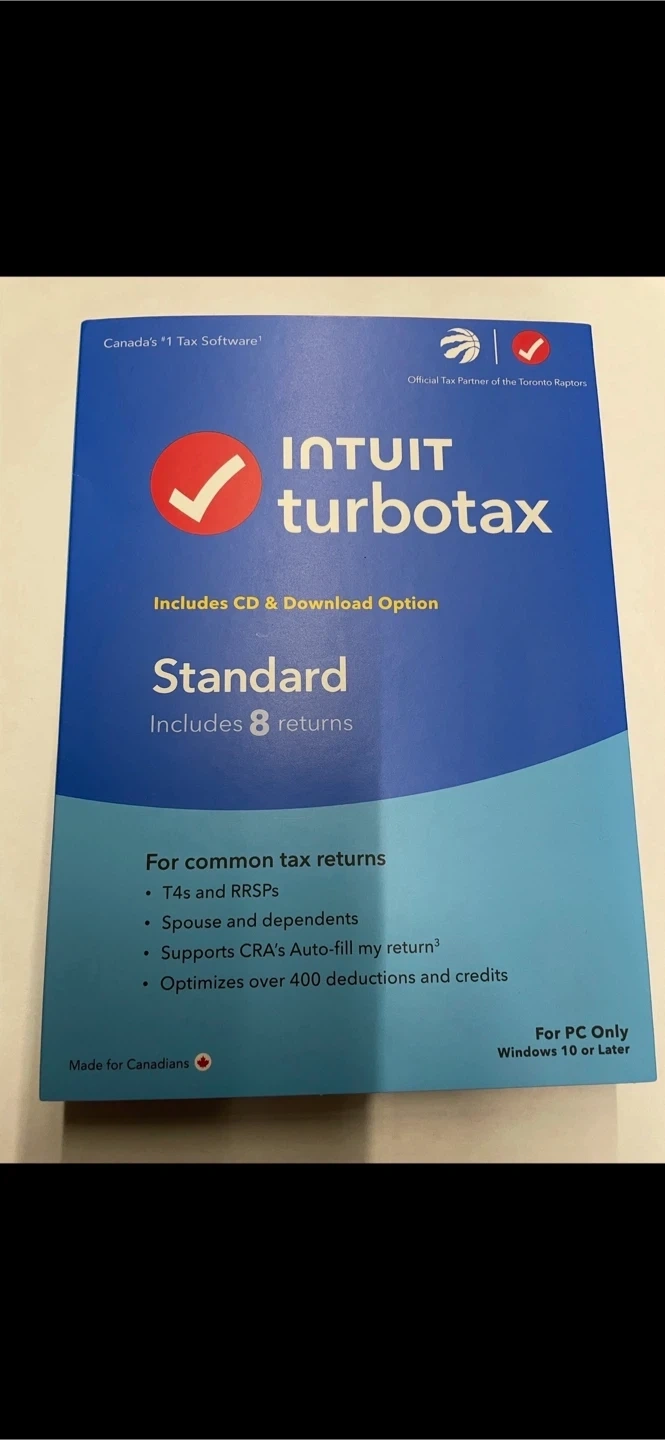 Canada's #1 Tax Software¹
Official Tax Partner of the Toronto Raptors
INTUIT
turbotax
Includes CD & Download Option
Standard
Includes 8 returns
For common tax returns
• T4s and RRSPs
• Spouse and dependents
• Supports CRA's Auto-fill my return³
• Optimizes over 400 deductions and credits
For PC Only
Windows 10 or Later
Made for Canadians